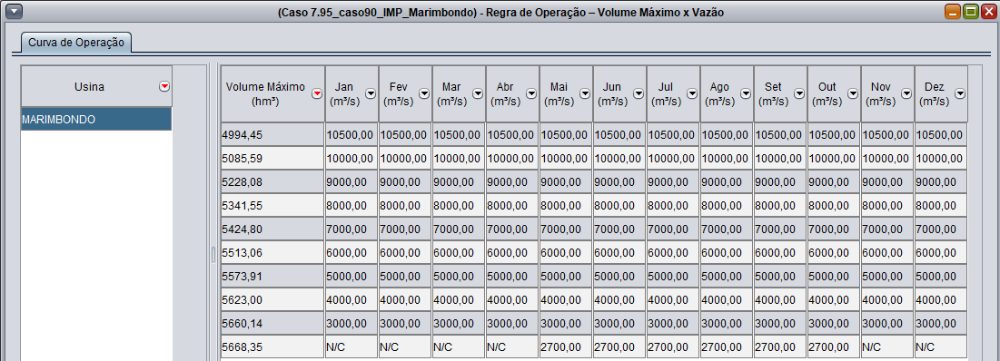 (Caso 7.95_caso90_IMP_Marimbondo) - Regra de Operação – Volume Máximo x Vazão
Curva de Operação
Usina
MARIMBONDO
Volume Máximo (hm³) Jan (m³/s) Fev (m³/s) Mar (m³/s) Abr (m³/s) Mai (m³/s) Jun (m³/s) Jul (m³/s) Ago (m³/s) Set (m³/s) Out (m³/s) Nov (m³/s) Dez (m³/s)
4994,45 10500,00 10500,00 10500,00 10500,00 10500,00 10500,00 10500,00 10500,00 10500,00 10500,00 10500,00 10500,00
5085,59 10000,00 10000,00 10000,00 10000,00 10000,00 10000,00 10000,00 10000,00 10000,00 10000,00 10000,00 10000,00
5228,08 9000,00 9000,00 9000,00 9000,00 9000,00 9000,00 9000,00 9000,00 9000,00 9000,00 9000,00 9000,00
5341,55 8000,00 8000,00 8000,00 8000,00 8000,00 8000,00 8000,00 8000,00 8000,00 8000,00 8000,00 8000,00
5424,80 7000,00 7000,00 7000,00 7000,00 7000,00 7000,00 7000,00 7000,00 7000,00 7000,00 7000,00 7000,00
5513,06 6000,00 6000,00 6000,00 6000,00 6000,00 6000,00 6000,00 6000,00 6000,00 6000,00 6000,00 6000,00
5573,91 5000,00 5000,00 5000,00 5000,00 5000,00 5000,00 5000,00 5000,00 5000,00 5000,00 5000,00 5000,00
5623,00 4000,00 4000,00 4000,00 4000,00 4000,00 4000,00 4000,00 4000,00 4000,00 4000,00 4000,00 4000,00
5660,14 3000,00 3000,00 3000,00 3000,00 3000,00 3000,00 3000,00 3000,00 3000,00 3000,00 3000,00 3000,00
5668,35 N/C N/C N/C N/C 2700,00 2700,00 2700,00 2700,00 2700,00 2700,00 N/C N/C